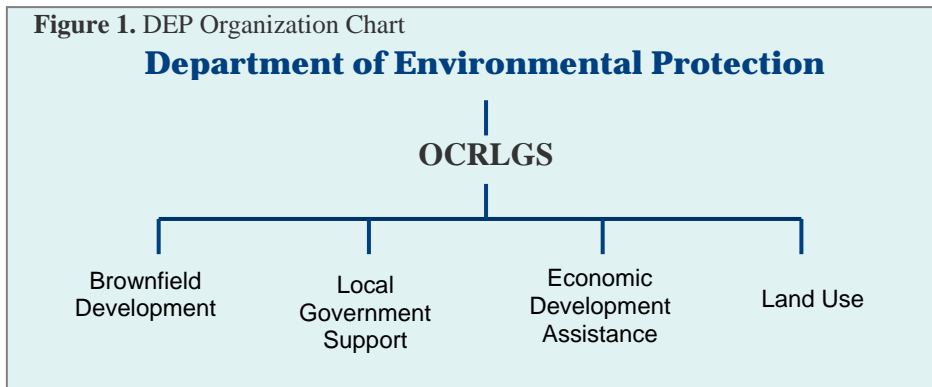 Figure 1. DEP Organization Chart
Department of Environmental Protection
OCRLGS
Brownfield
Development
Local
Government
Support
Economic
Development
Assistance
Land Use